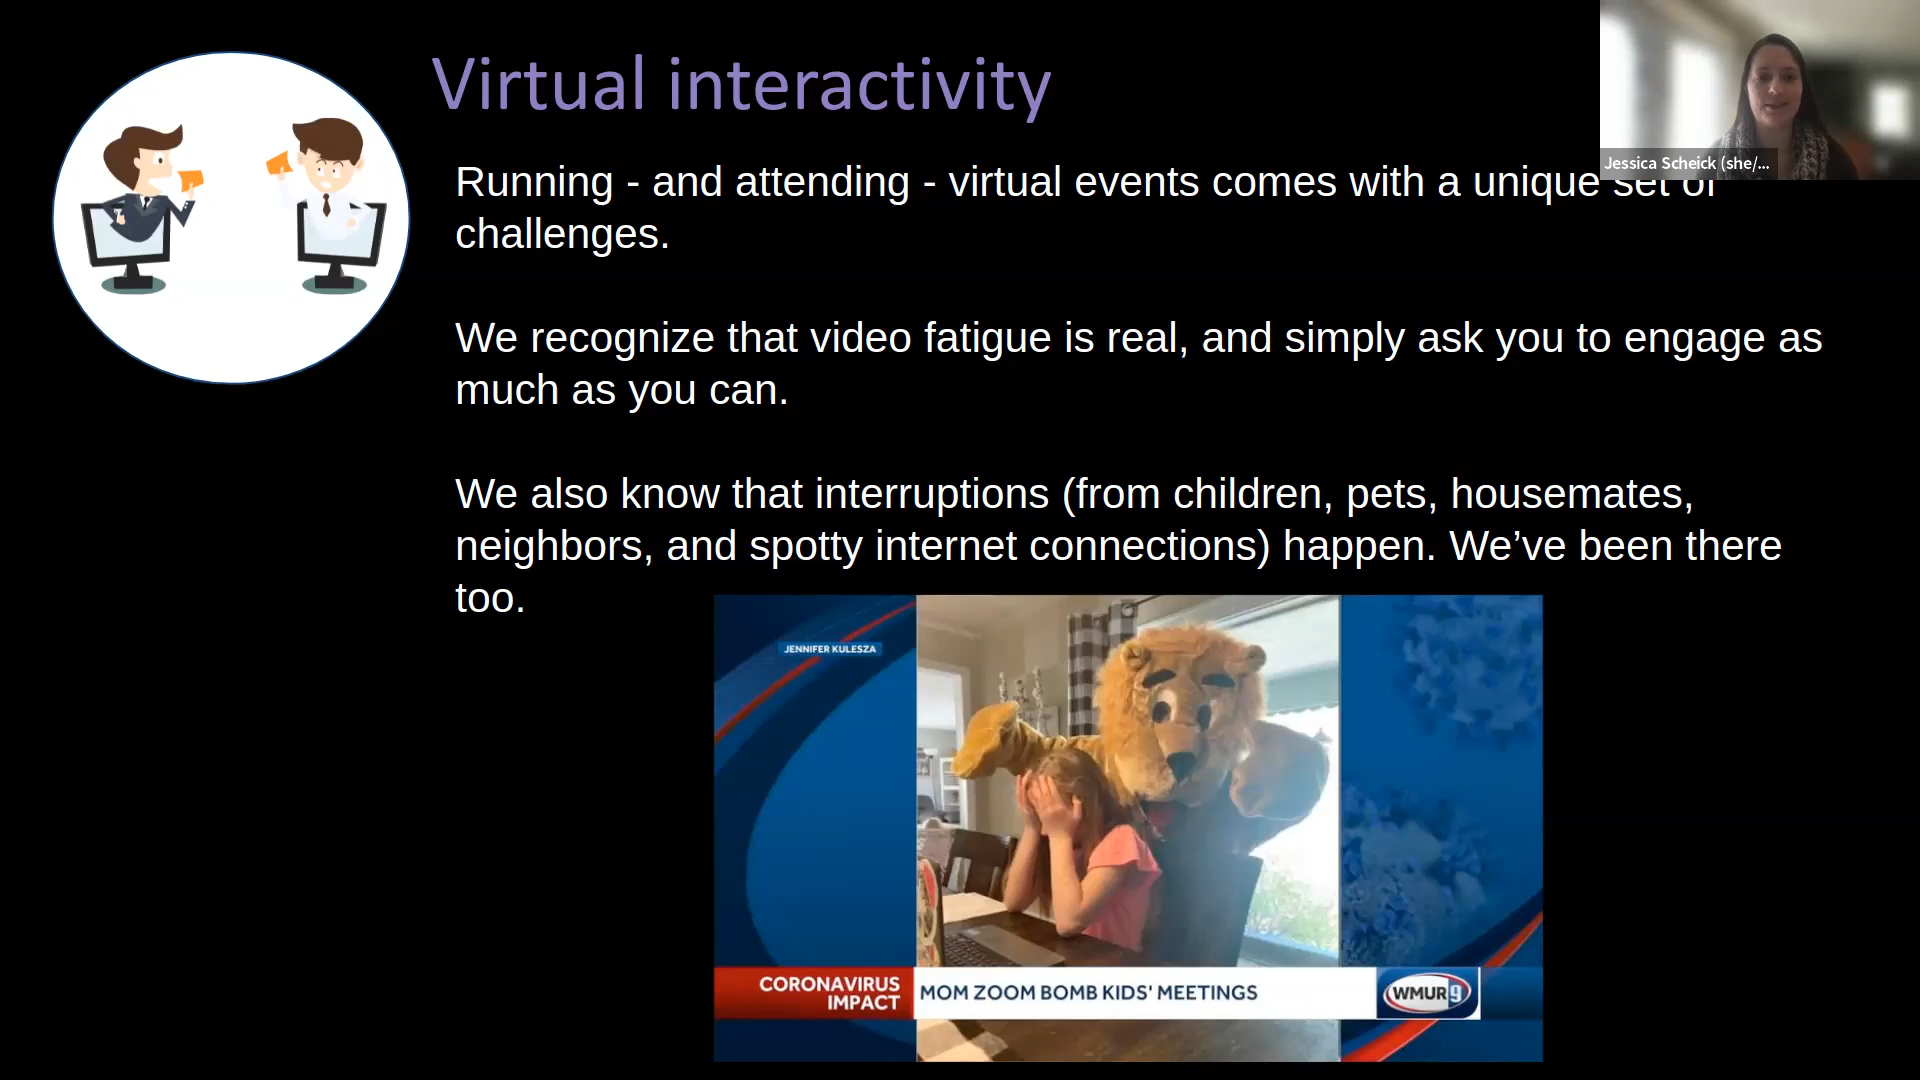 Virtual interactivity
Jessica Scheick (she/...
Running - and attending - virtual events comes with a unique set of
challenges.
We recognize that video fatigue is real, and simply ask you to engage as
much as you can.
We also know that interruptions (from children, pets, housemates,
neighbors, and spotty internet connections) happen. We’ve been there
too.
JENNIFER KULESZA
CORONAVIRUS
IMPACT
MOM ZOOM BOMB KIDS' MEETINGS
WMUR 9